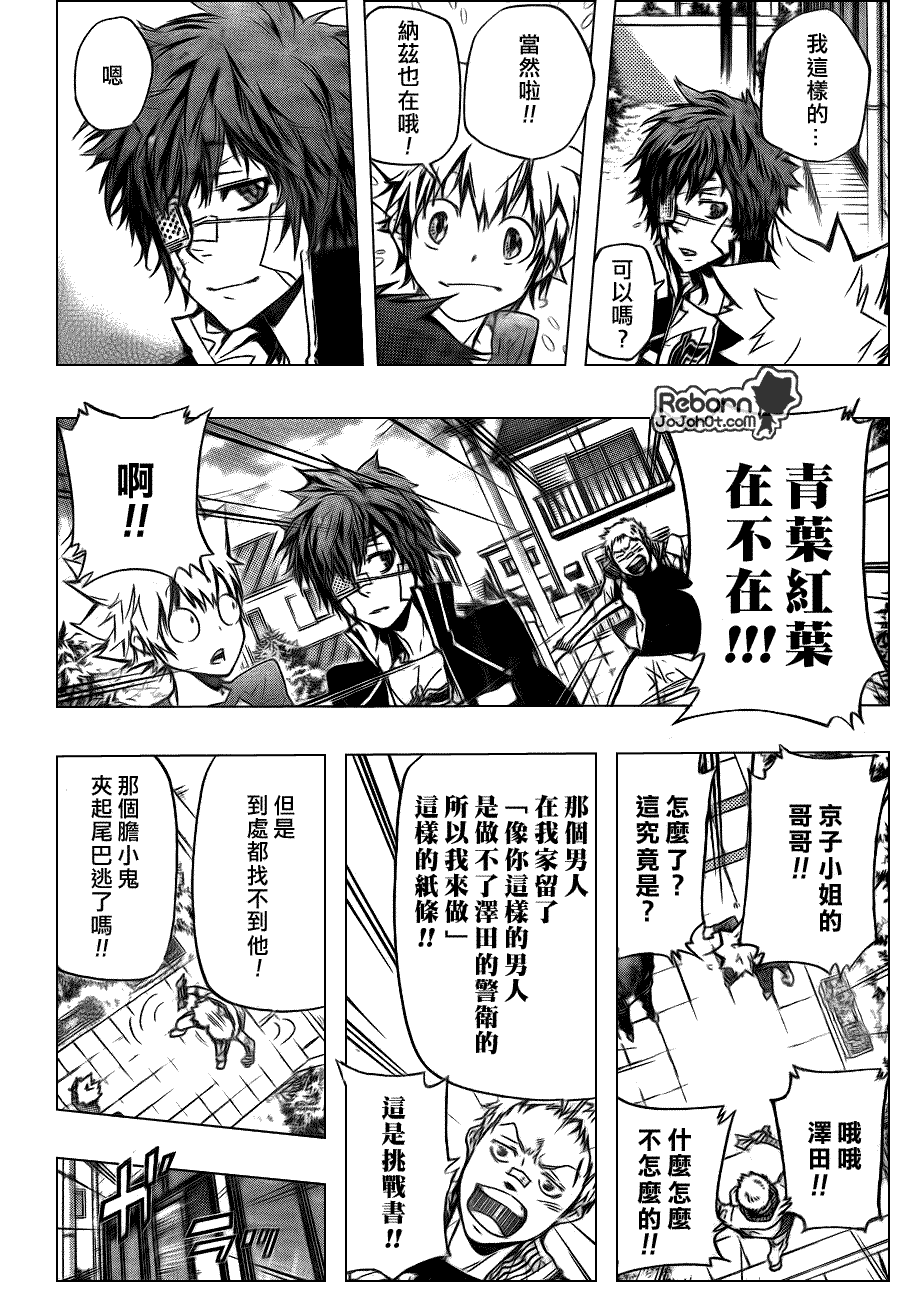 我這樣的…
可以嗎？
當然啦!!
納茲也在哦！
嗯
Reborn
JoJoHot.com
青葉紅葉
在不在!!!
啊!!
京子小姐的
哥哥!!
怎麼了？
這究竟是？
哦哦
澤田!!
什麼怎麼
不怎麼的!!
那個男人
在我家留了
「像你這樣的男人
是做不了澤田的警衛的
所以我來做」
這樣的紙條!!
這是挑戰書!!
但是
到處都找不到他！
那個膽小鬼
夾起尾巴逃了嗎!!
ガラッ